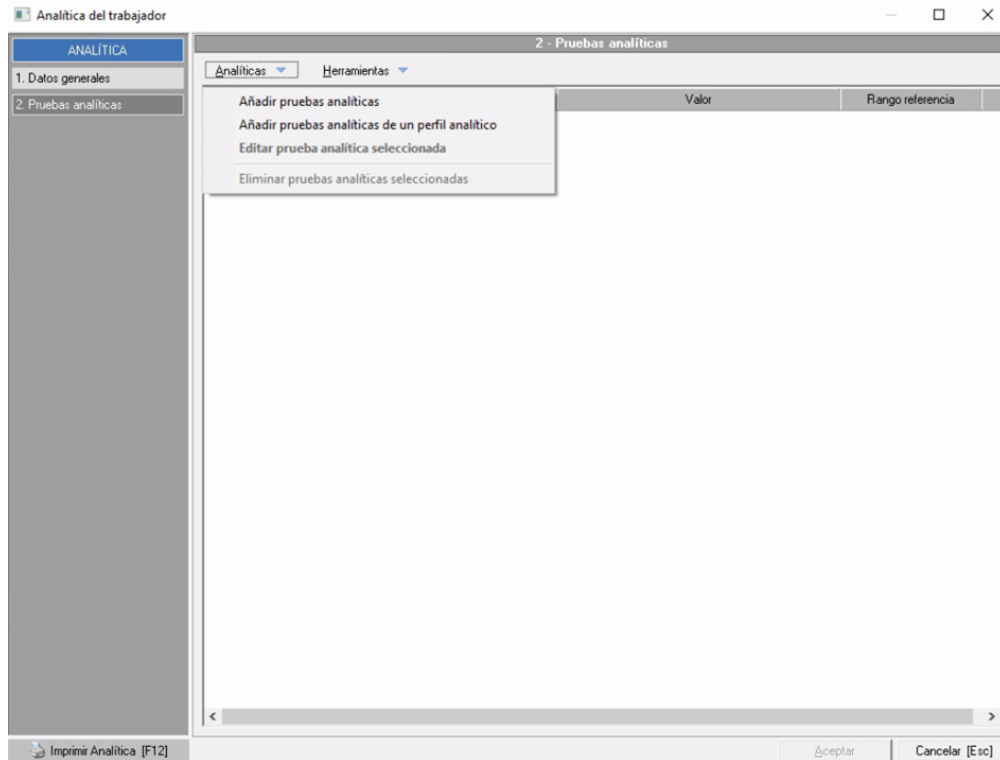 Analítica del trabajador
ANALÍTICA
1. Datos generales
2. Pruebas analíticas
2 - Pruebas analíticas
Analíticas Herramientas
Valor Rango referencia
Añadir pruebas analíticas
Añadir pruebas analíticas de un perfil analítico
Editar prueba analítica seleccionada
Eliminar pruebas analíticas seleccionadas
Imprimir Analítica [F12]
Aceptar Cancelar [Esc]